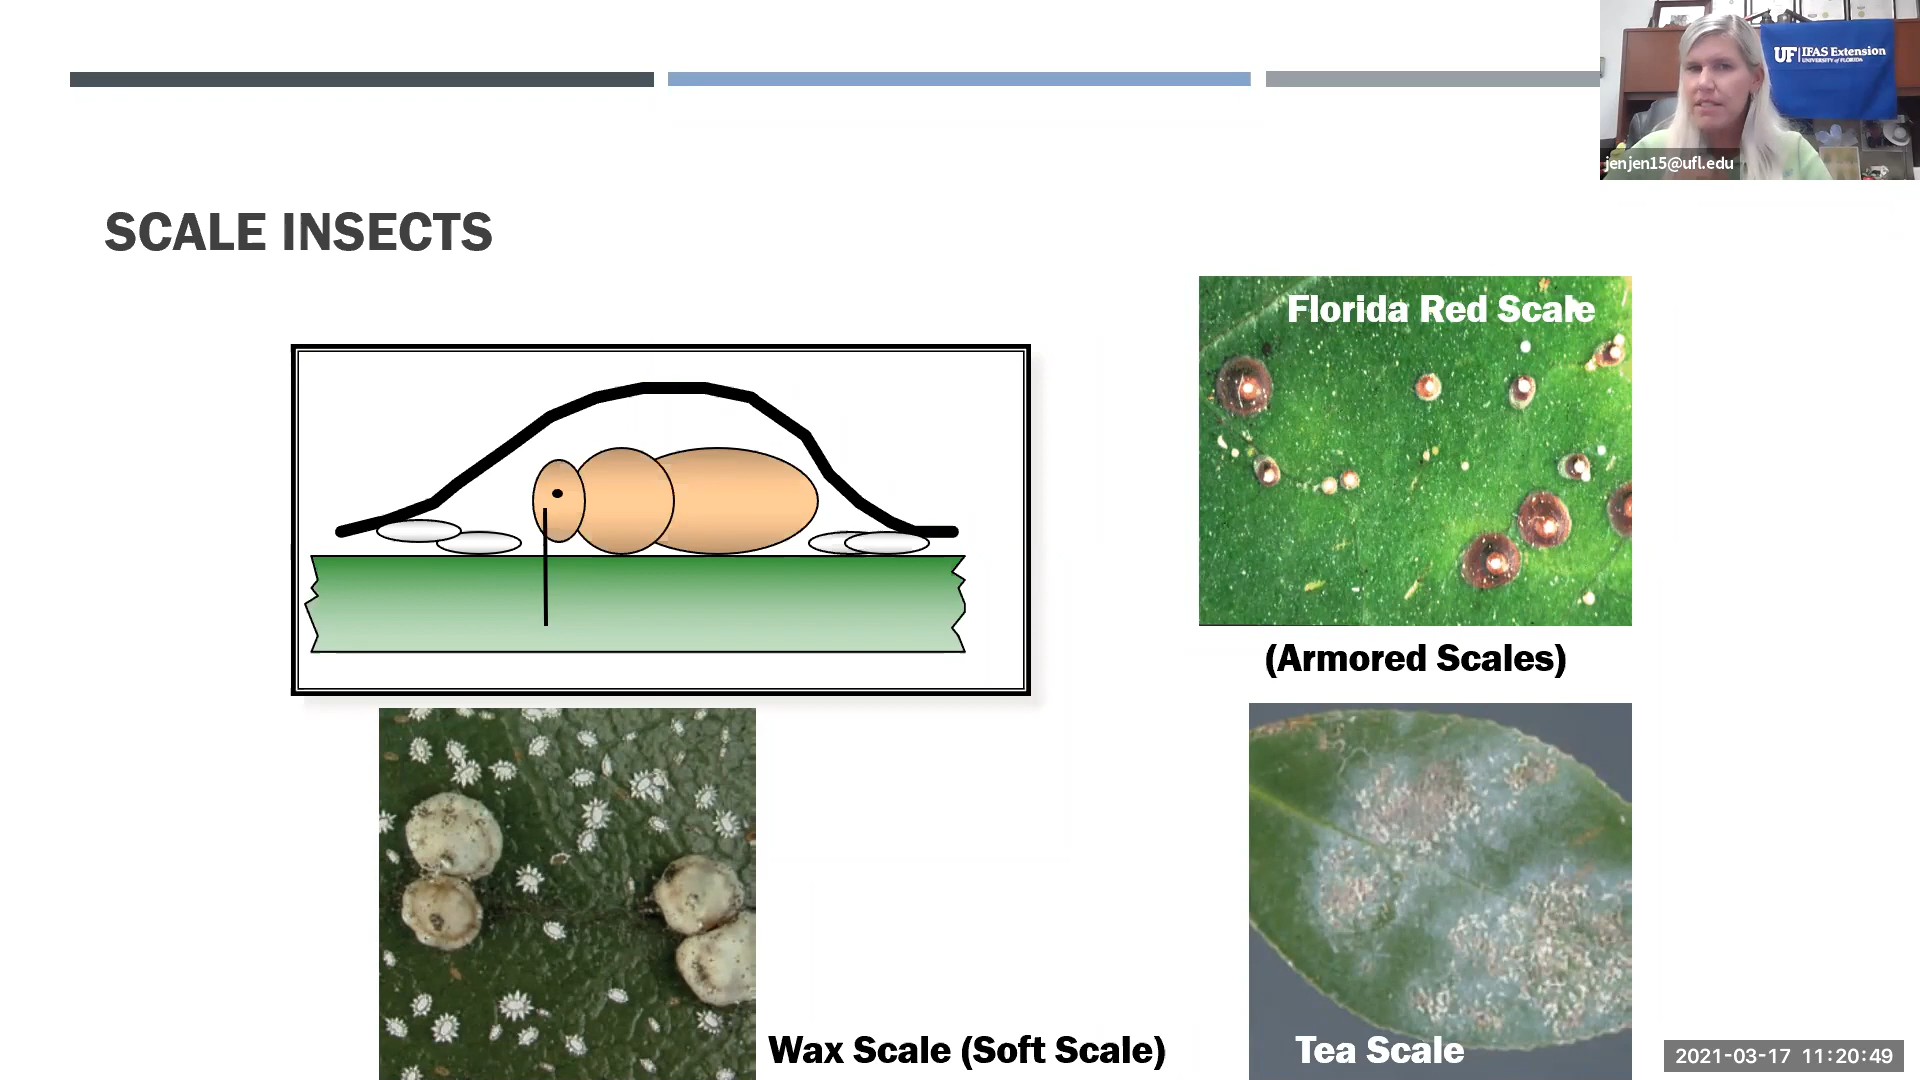 UF IFAS Extension
UNIVERSITY of FLORIDA
jenjen15@ufl.edu
SCALE INSECTS
Florida Red Scale
(Armored Scales)
Wax Scale (Soft Scale)
Tea Scale
2021-03-17 11:20:49